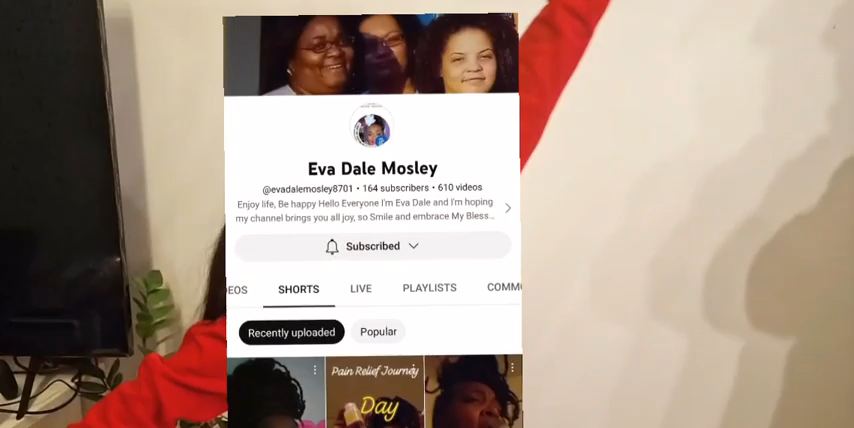 Eva Dale Mosley
@evadalemosley8701 • 164 subscribers • 610 videos
Enjoy life, Be happy Hello Everyone I'm Eva Dale and I'm hoping
my channel brings you all joy, so Smile and embrace My Bless...
Subscribed
EOS SHORTS LIVE PLAYLISTS COMM
Recently uploaded Popular
Pain Relief Journey
Day